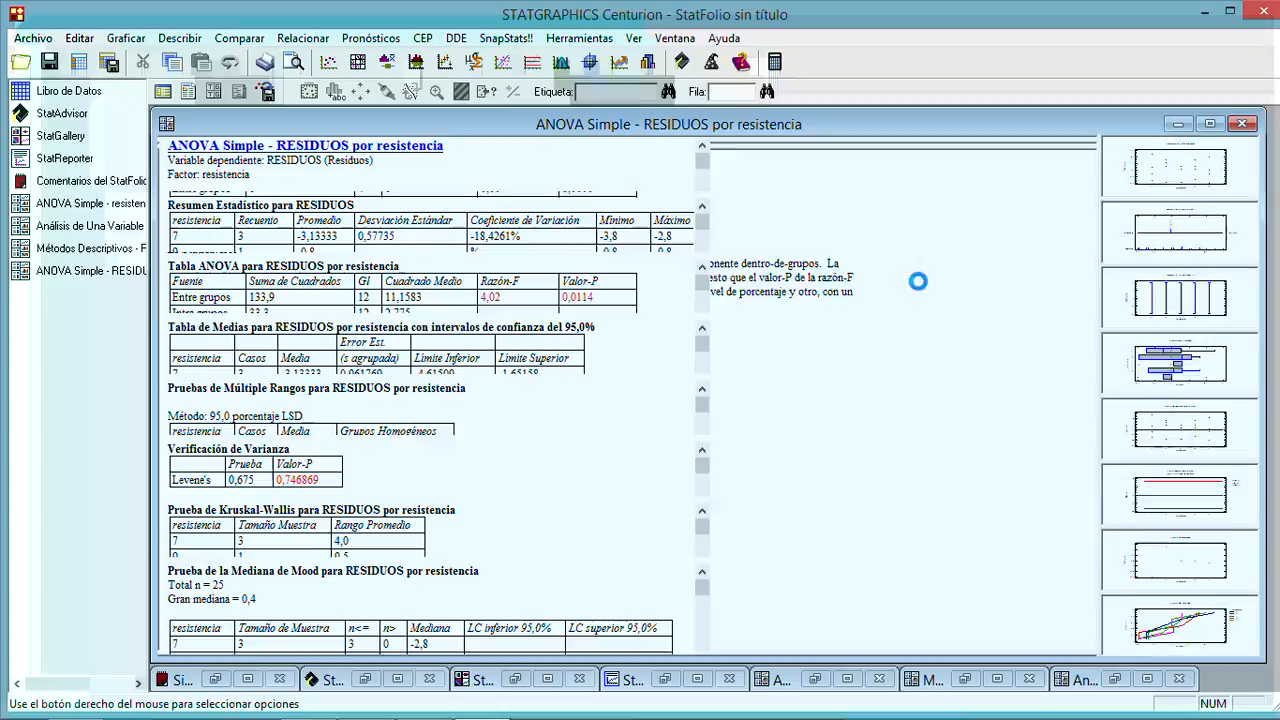 STATGRAPHICS Centurion - StatFolio sin título
Archivo Editar Graficar Describir Comparar Relacionar Pronósticos CEP DDE SnapStats!! Herramientas Ver Ventana Ayuda
Etiqueta: Fila:
Libro de Datos
StatAdvisor
StatGallery
StatReporter
Comentarios del StatFolio
ANOVA Simple - resisten
Análisis de Una Variable
Métodos Descriptivos - F
ANOVA Simple - RESIDU
ANOVA Simple - RESIDUOS por resistencia
ANOVA Simple - RESIDUOS por resistencia
Variable dependiente: RESIDUOS (Residuos)
Factor: resistencia
Resumen Estadístico para RESIDUOS
resistencia Recuento Promedio Desviación Estándar Coeficiente de Variación Mínimo Máximo
7 3 -3,13333 0,57735 -18,4261% -3,8 -2,8
Tabla ANOVA para RESIDUOS por resistencia
Fuente Suma de Cuadrados Gl Cuadrado Medio Razón-F Valor-P
Entre grupos 133,9 12 11,1583 4,02 0,0114
Intra grupos 33,3 12 2,775
Tabla de Medias para RESIDUOS por resistencia con intervalos de confianza del 95,0%
Error Est.
resistencia Casos Media (s agrupada) Límite Inferior Límite Superior
Pruebas de Múltiple Rangos para RESIDUOS por resistencia
Método: 95,0 porcentaje LSD
resistencia Casos Media Grupos Homogéneos
Verificación de Varianza
Prueba Valor-P
Levene's 0,675 0,746869
Prueba de Kruskal-Wallis para RESIDUOS por resistencia
resistencia Tamaño Muestra Rango Promedio
7 3 4,0
Prueba de la Mediana de Mood para RESIDUOS por resistencia
Total n = 25
Gran mediana = 0,4
resistencia Tamaño de Muestra n<= n> Mediana LC inferior 95,0% LC superior 95,0%
7 3 3 0 -2,8
onente dentro-de-grupos. La
esto que el valor-P de la razón-F
vel de porcentaje y otro, con un
Si... St... St... St... A... M... An...
Use el botón derecho del mouse para seleccionar opciones
NUM